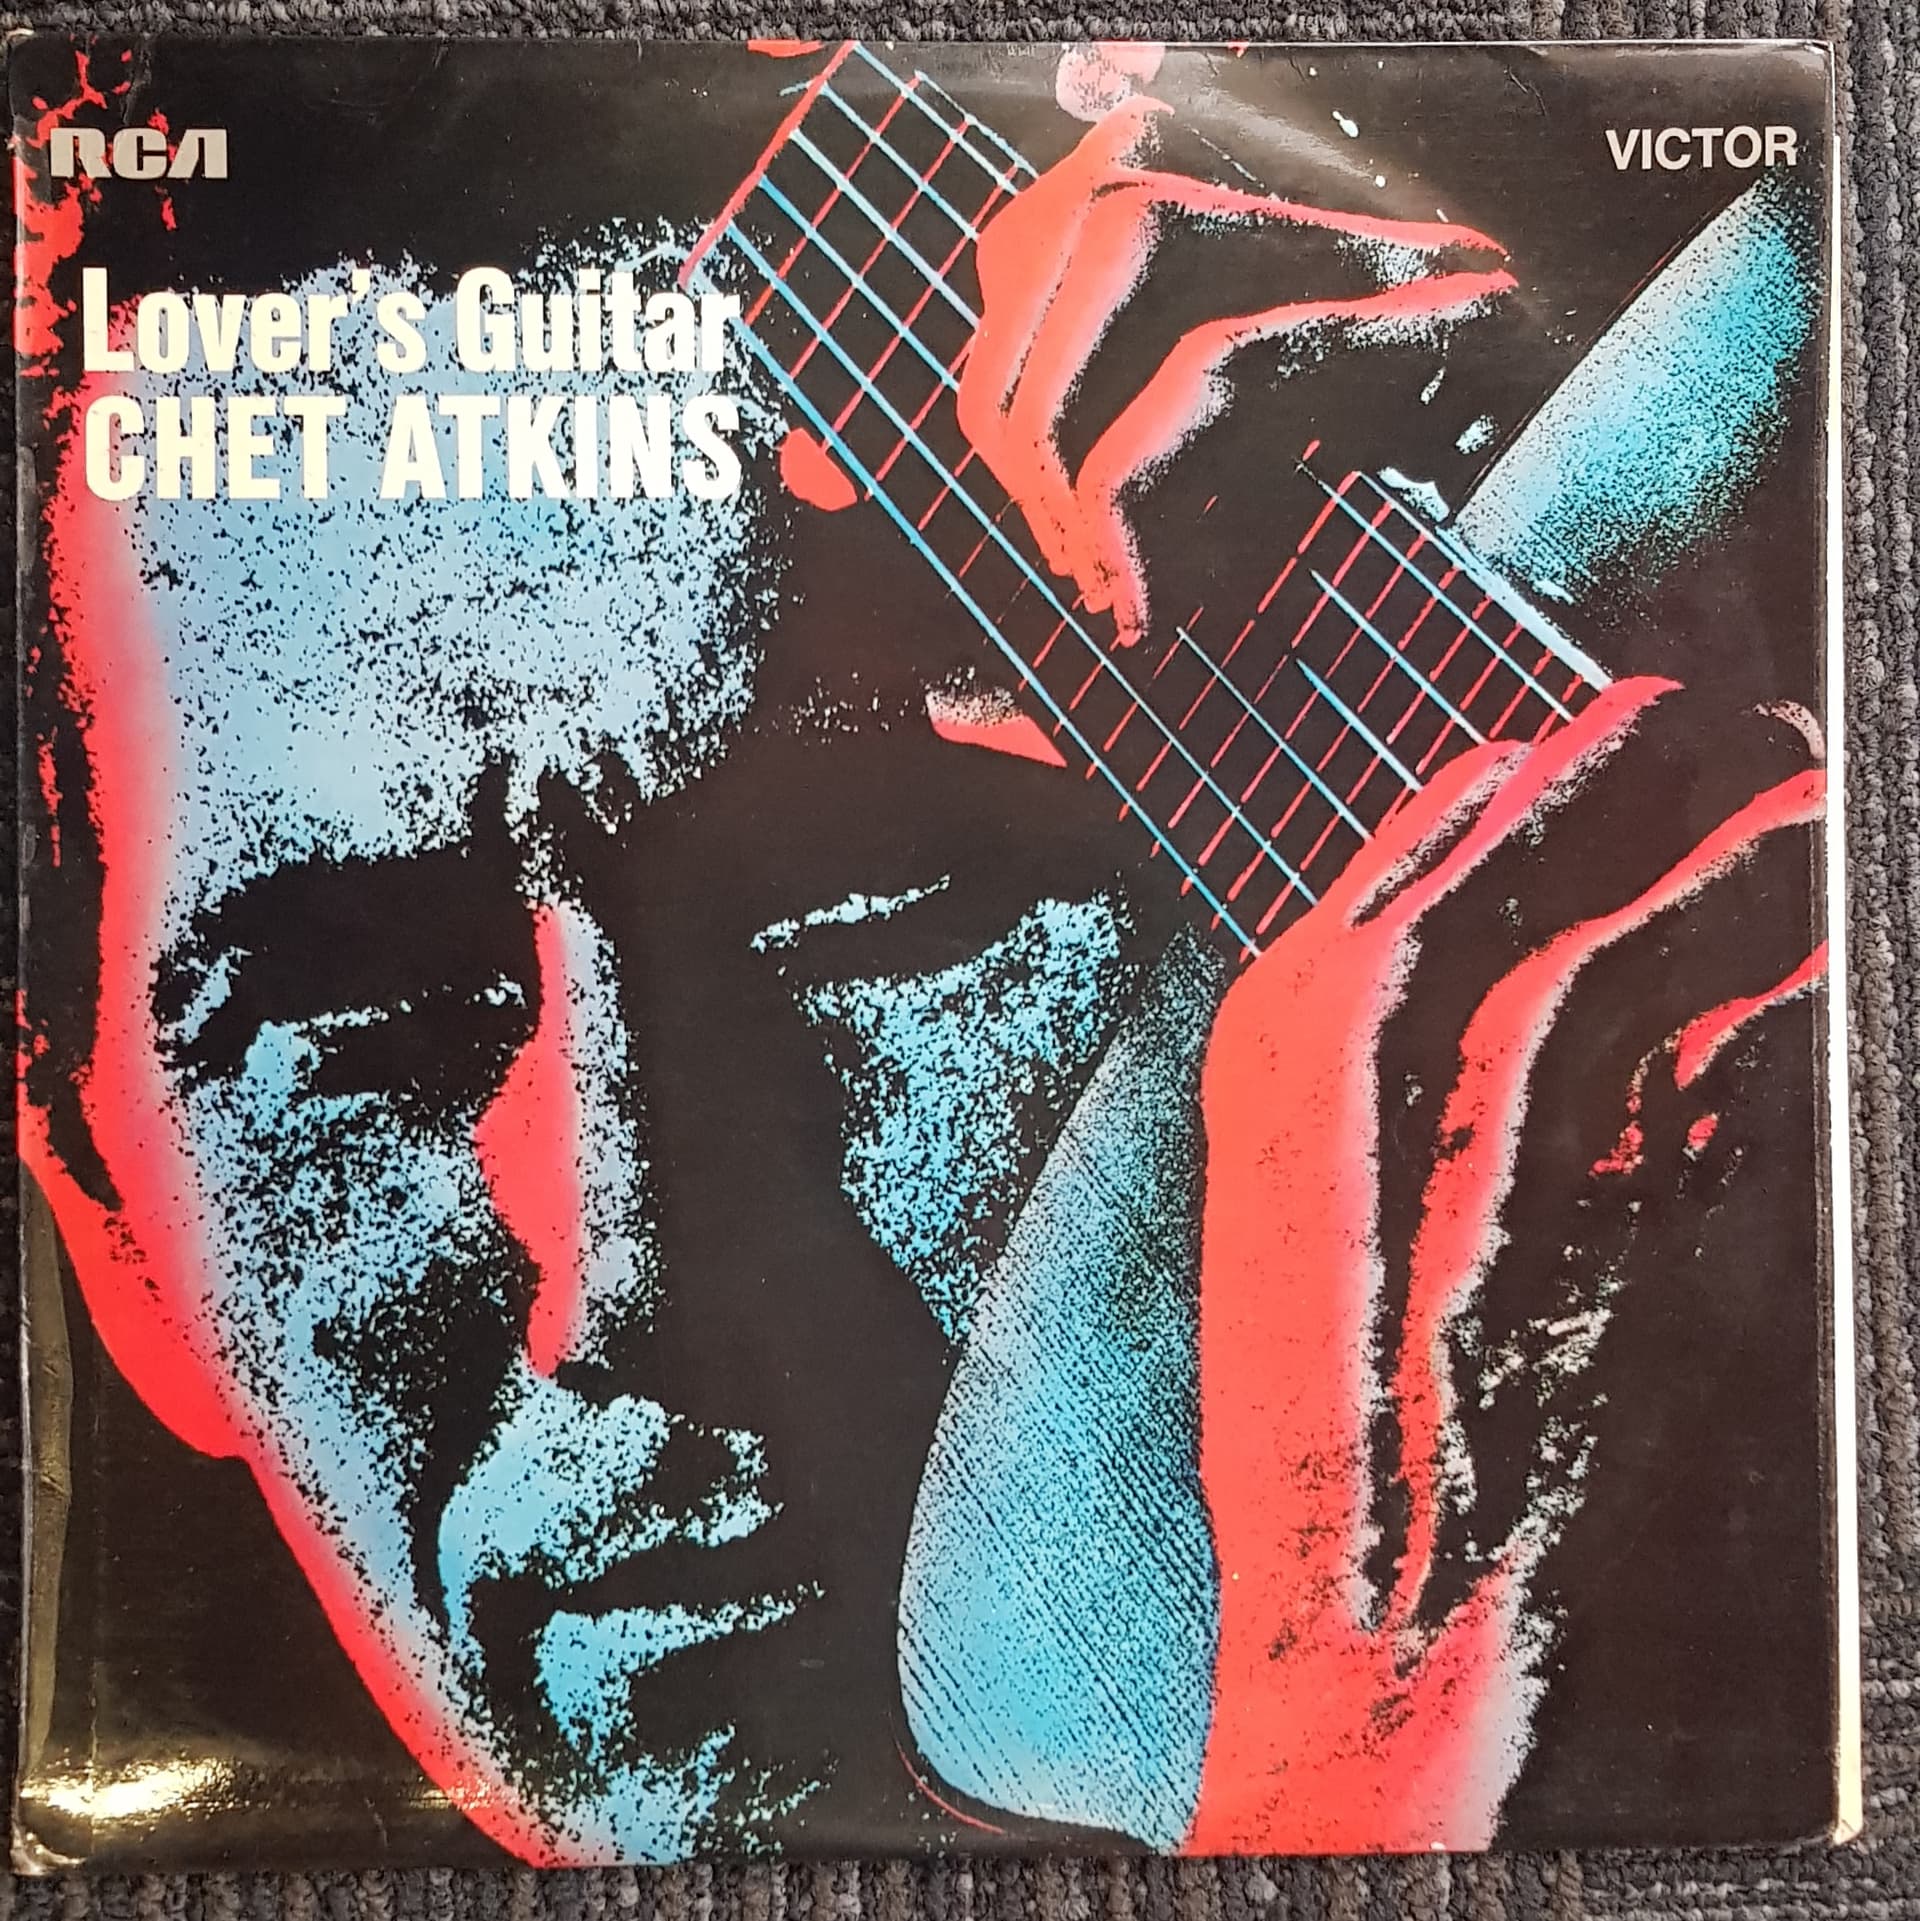 RCA
VICTOR
Lover's Guitar
CHET ATKINS